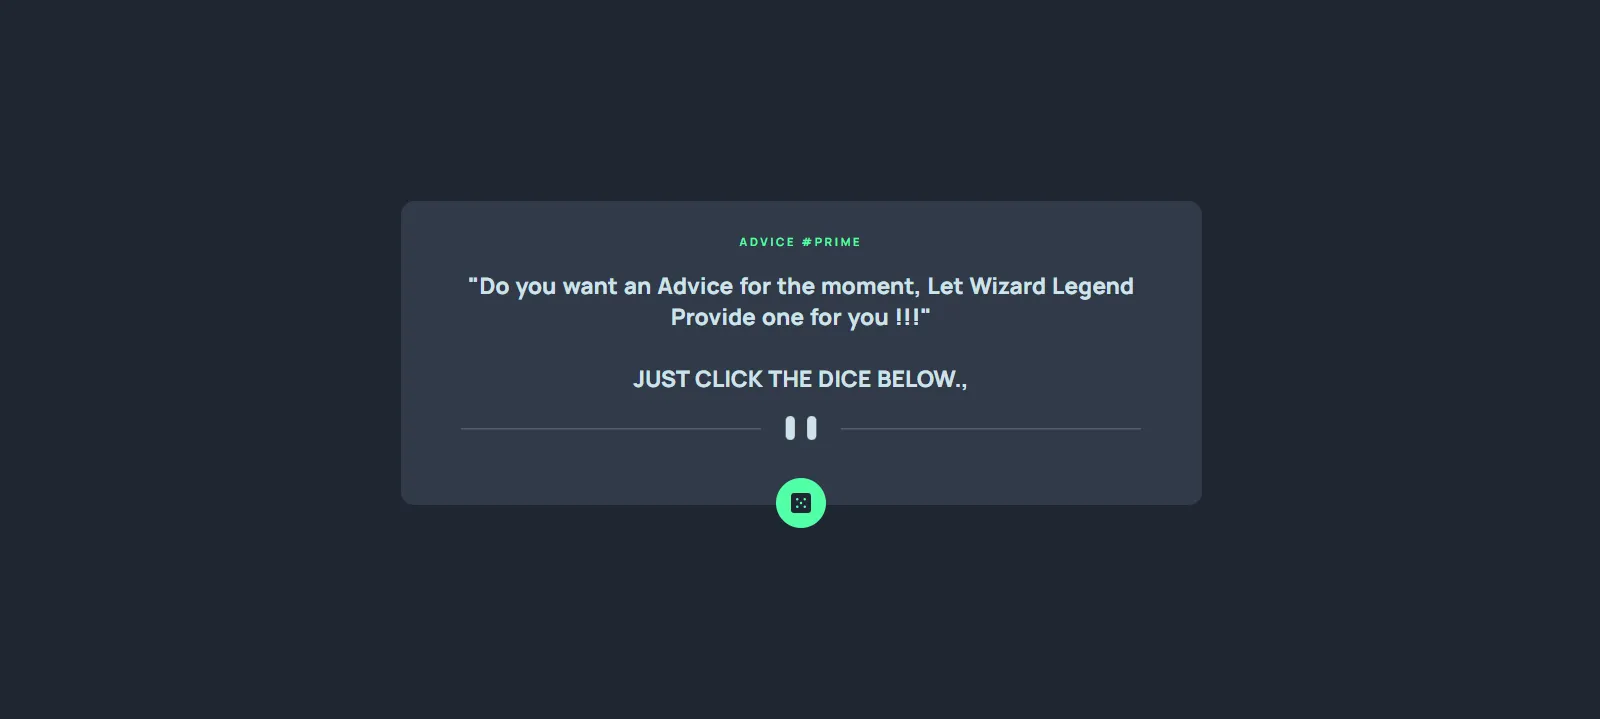 ADVICE #PRIME
"Do you want an Advice for the moment, Let Wizard Legend
Provide one for you !!!"
JUST CLICK THE DICE BELOW.,